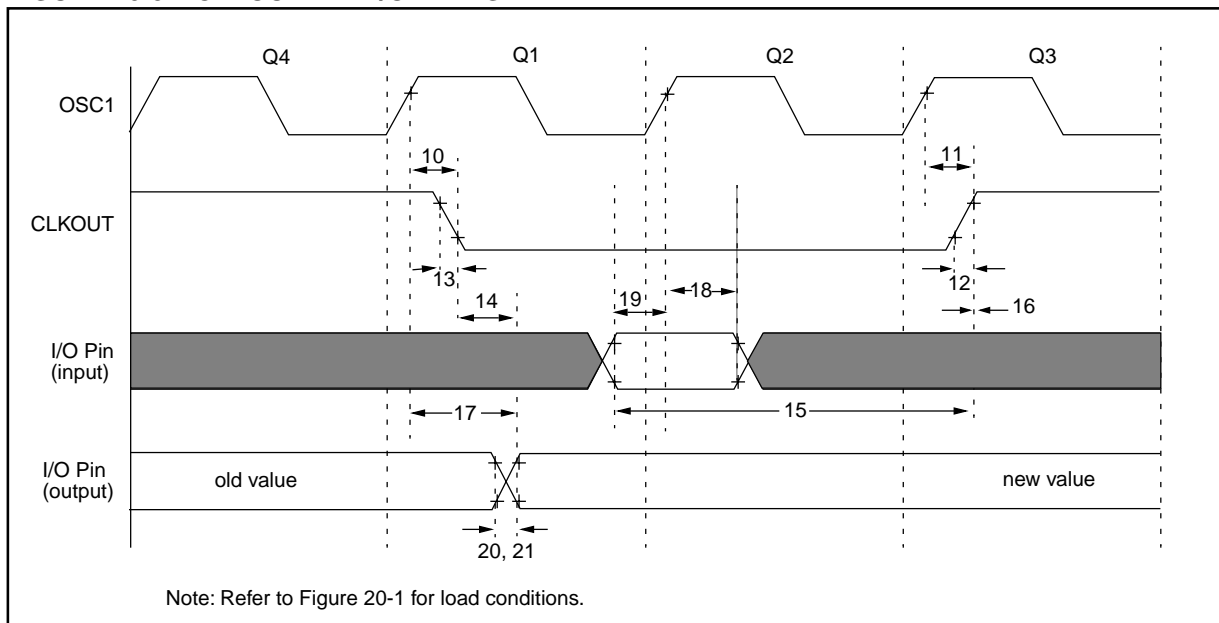 Q4
Q1
Q2
Q3
OSC1
10
11
CLKOUT
13
12
14
19
18
16
I/O Pin
(input)
17
15
I/O Pin
(output)
old value
new value
20, 21
Note: Refer to Figure 20-1 for load conditions.